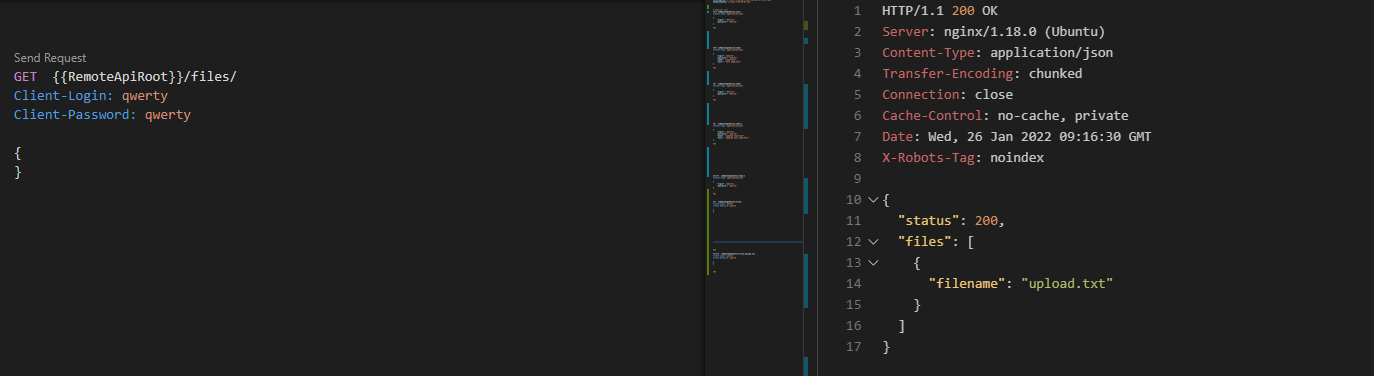 Send Request
GET  {{RemoteApiRoot}}/files/
Client-Login: qwerty
Client-Password: qwerty
{
}
1 HTTP/1.1 200 OK
2 Server: nginx/1.18.0 (Ubuntu)
3 Content-Type: application/json
4 Transfer-Encoding: chunked
5 Connection: close
6 Cache-Control: no-cache, private
7 Date: Wed, 26 Jan 2022 09:16:30 GMT
8 X-Robots-Tag: noindex
9
10 {
11   "status": 200,
12   "files": [
13     {
14       "filename": "upload.txt"
15     }
16   ]
17 }